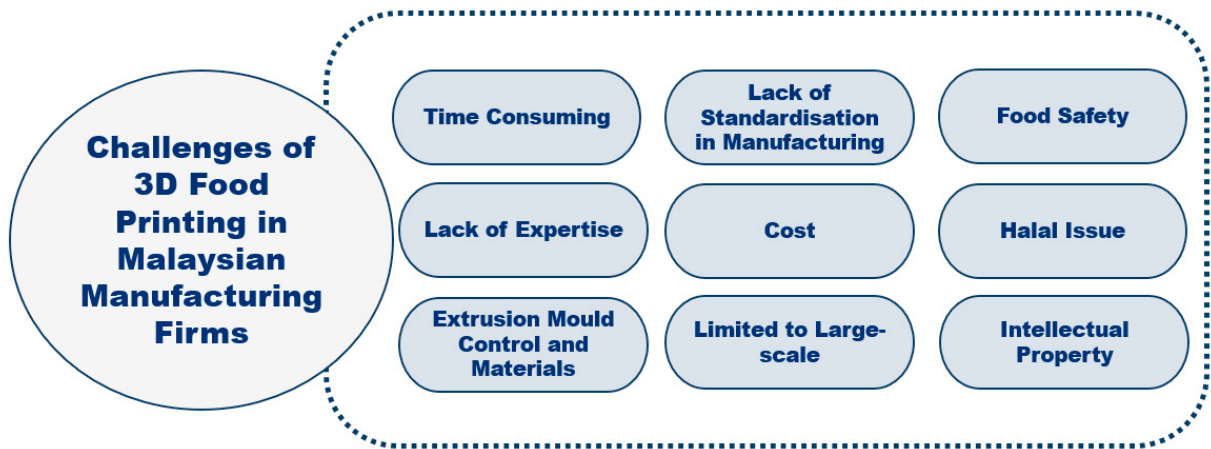 Challenges of
3D Food
Printing in
Malaysian
Manufacturing
Firms
Time Consuming
Lack of
Standardisation
in Manufacturing
Food Safety
Lack of Expertise
Cost
Halal Issue
Extrusion Mould
Control and
Materials
Limited to Large-
scale
Intellectual
Property